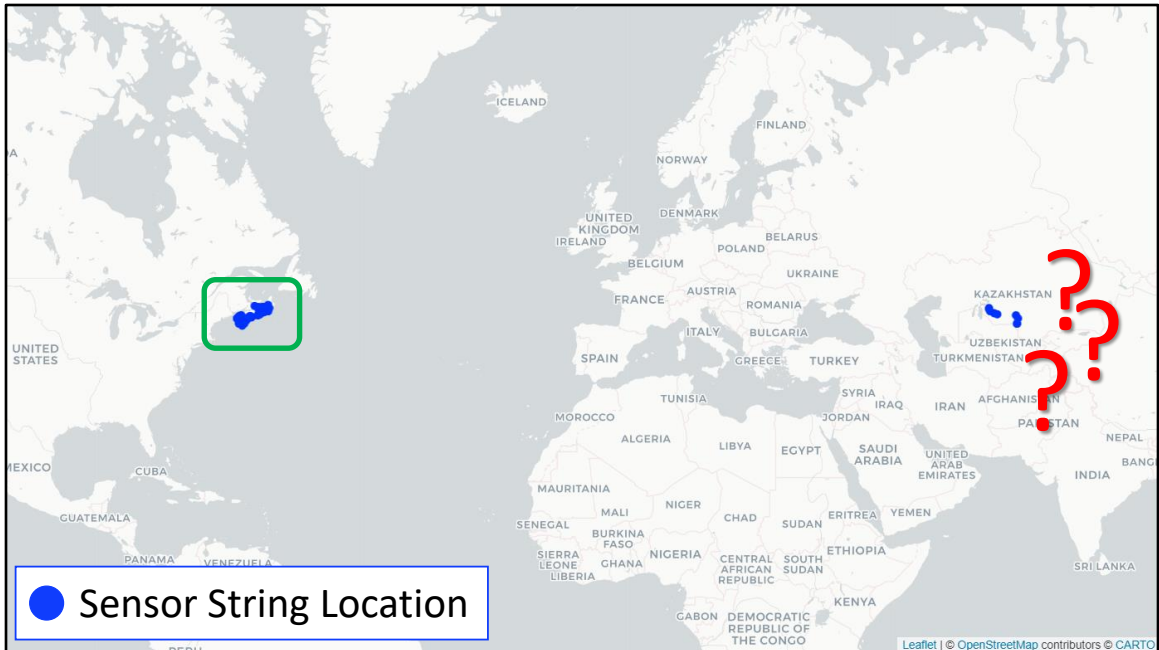 ICELAND
FINLAND
NORWAY
UNITED
KINGDOM
DENMARK
IRELAND
BELARUS
POLAND
BELGIUM
UKRAINE
AUSTRIA
FRANCE
ROMANIA
KAZAKHSTAN
ITALY
BULGARIA
UZBEKISTAN
UNITED
STATES
SPAIN
GREECE
TURKEY
TURKMENISTAN
SYRIA
TUNISIA
IRAQ
IRAN
AFGHANISTAN
MOROCCO
JORDAN
PAKISTAN
ALGERIA
LIBYA
EGYPT
SAUDI
ARABIA
UNITED
ARAB
EMIRATES
NEPAL
MEXICO
CUBA
INDIA
BANG
MAURITANIA
NIGER
GUATEMALA
MALI
CHAD
SUDAN
ERITREA
YEMEN
SENEGAL
BURKINA
FASO
PANAMA
VENEZUELA
SIERRA
LEONE
GHANA
NIGERIA
CENTRAL
AFRICAN
REPUBLIC
SOUTH
SUDAN
ETHIOPIA
SRI LANKA
LIBERIA
KENYA
GABON
DEMOCRATIC
REPUBLIC OF
THE CONGO
? ? ?
Sensor String Location
Leaflet | © OpenStreetMap contributors © CARTO